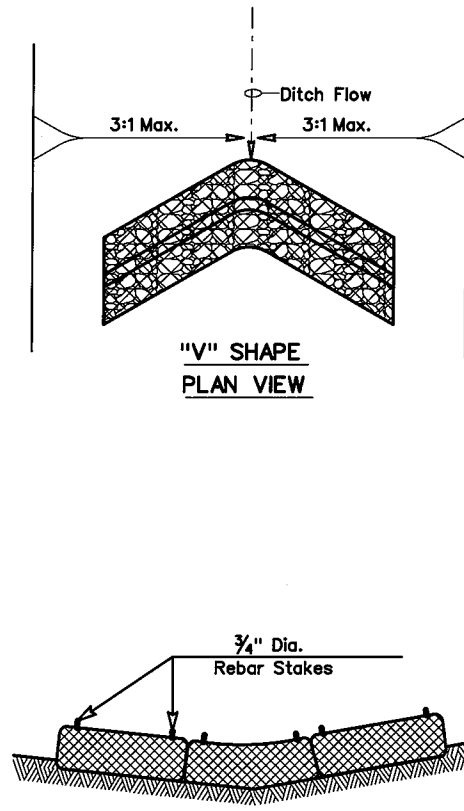 Ditch Flow
3:1 Max. 3:1 Max.
"V" SHAPE
PLAN VIEW
¾" Dia.
Rebar Stakes